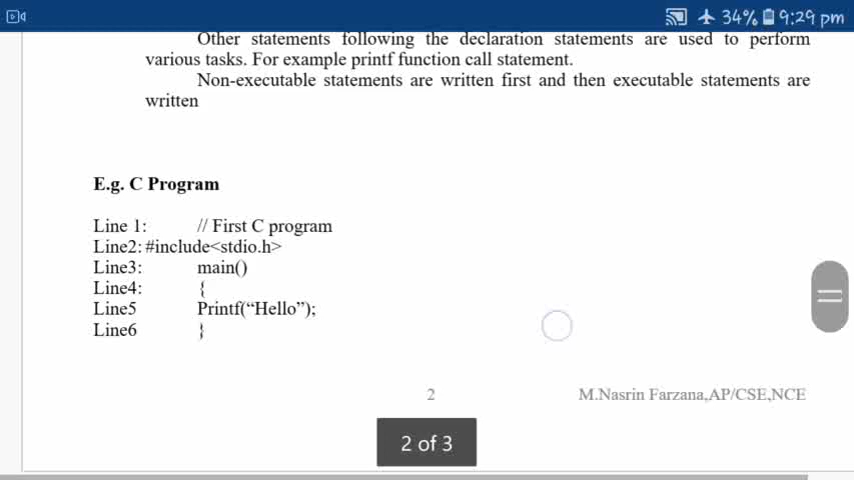 34% 9:29 pm
Other statements following the declaration statements are used to perform
various tasks. For example printf function call statement.
Non-executable statements are written first and then executable statements are
written
E.g. C Program
Line 1: // First C program
Line2: #include<stdio.h>
Line3: main()
Line4: {
Line5 Printf(“Hello”);
Line6 }
2 M.Nasrin Farzana,AP/CSE,NCE
2 of 3